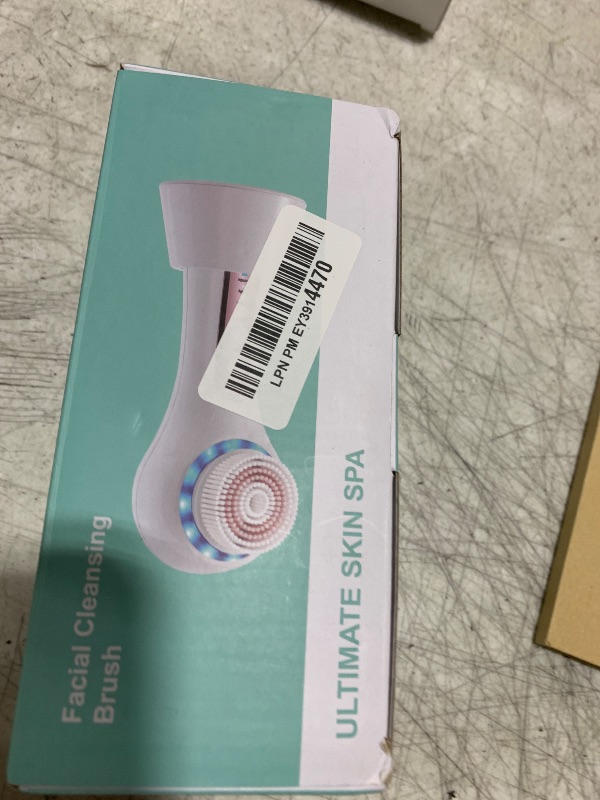 Facial Cleansing
Brush
LPN PM EY3914470
ULTIMATE SKIN SPA